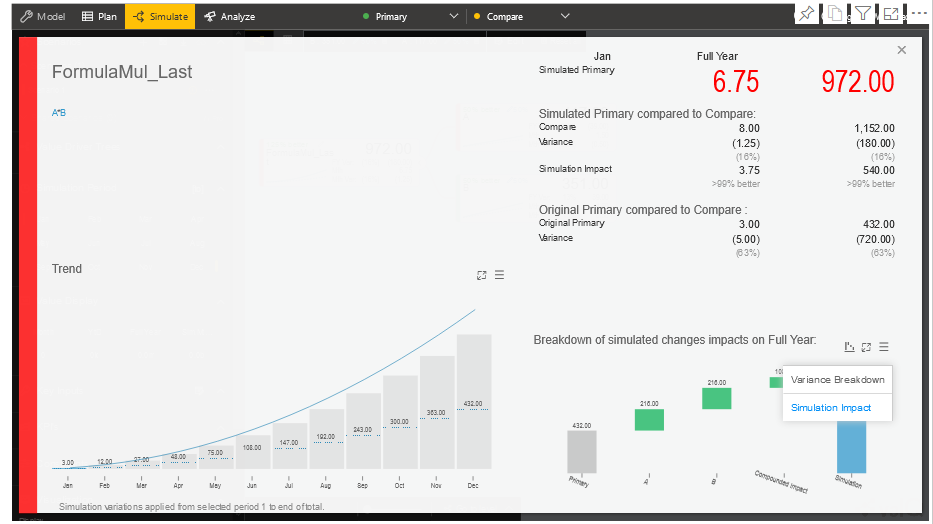 Model
Plan
Simulate
Analyze
Primary
Compare
FormulaMul_Last
A*B
Jan
Full Year
Simulated Primary
6.75
972.00
Simulated Primary compared to Compare:
Compare
8.00
1,152.00
Variance
(1.25)
(180.00)
(16%)
(16%)
Simulation Impact
3.75
540.00
>99% better
>99% better
Original Primary compared to Compare :
Original Primary
3.00
432.00
Variance
(5.00)
(720.00)
(63%)
(63%)
Trend
3.00
12.00
27.00
48.00
75.00
108.00
147.00
192.00
243.00
300.00
363.00
432.00
Jan
Feb
Mar
Apr
May
Jun
Jul
Aug
Sep
Oct
Nov
Dec
Simulation variations applied from selected period 1 to end of total.
Breakdown of simulated changes impacts on Full Year:
Variance Breakdown
Simulation Impact
432.00
216.00
216.00
Primary
A
B
Compounded Impact
Simulation